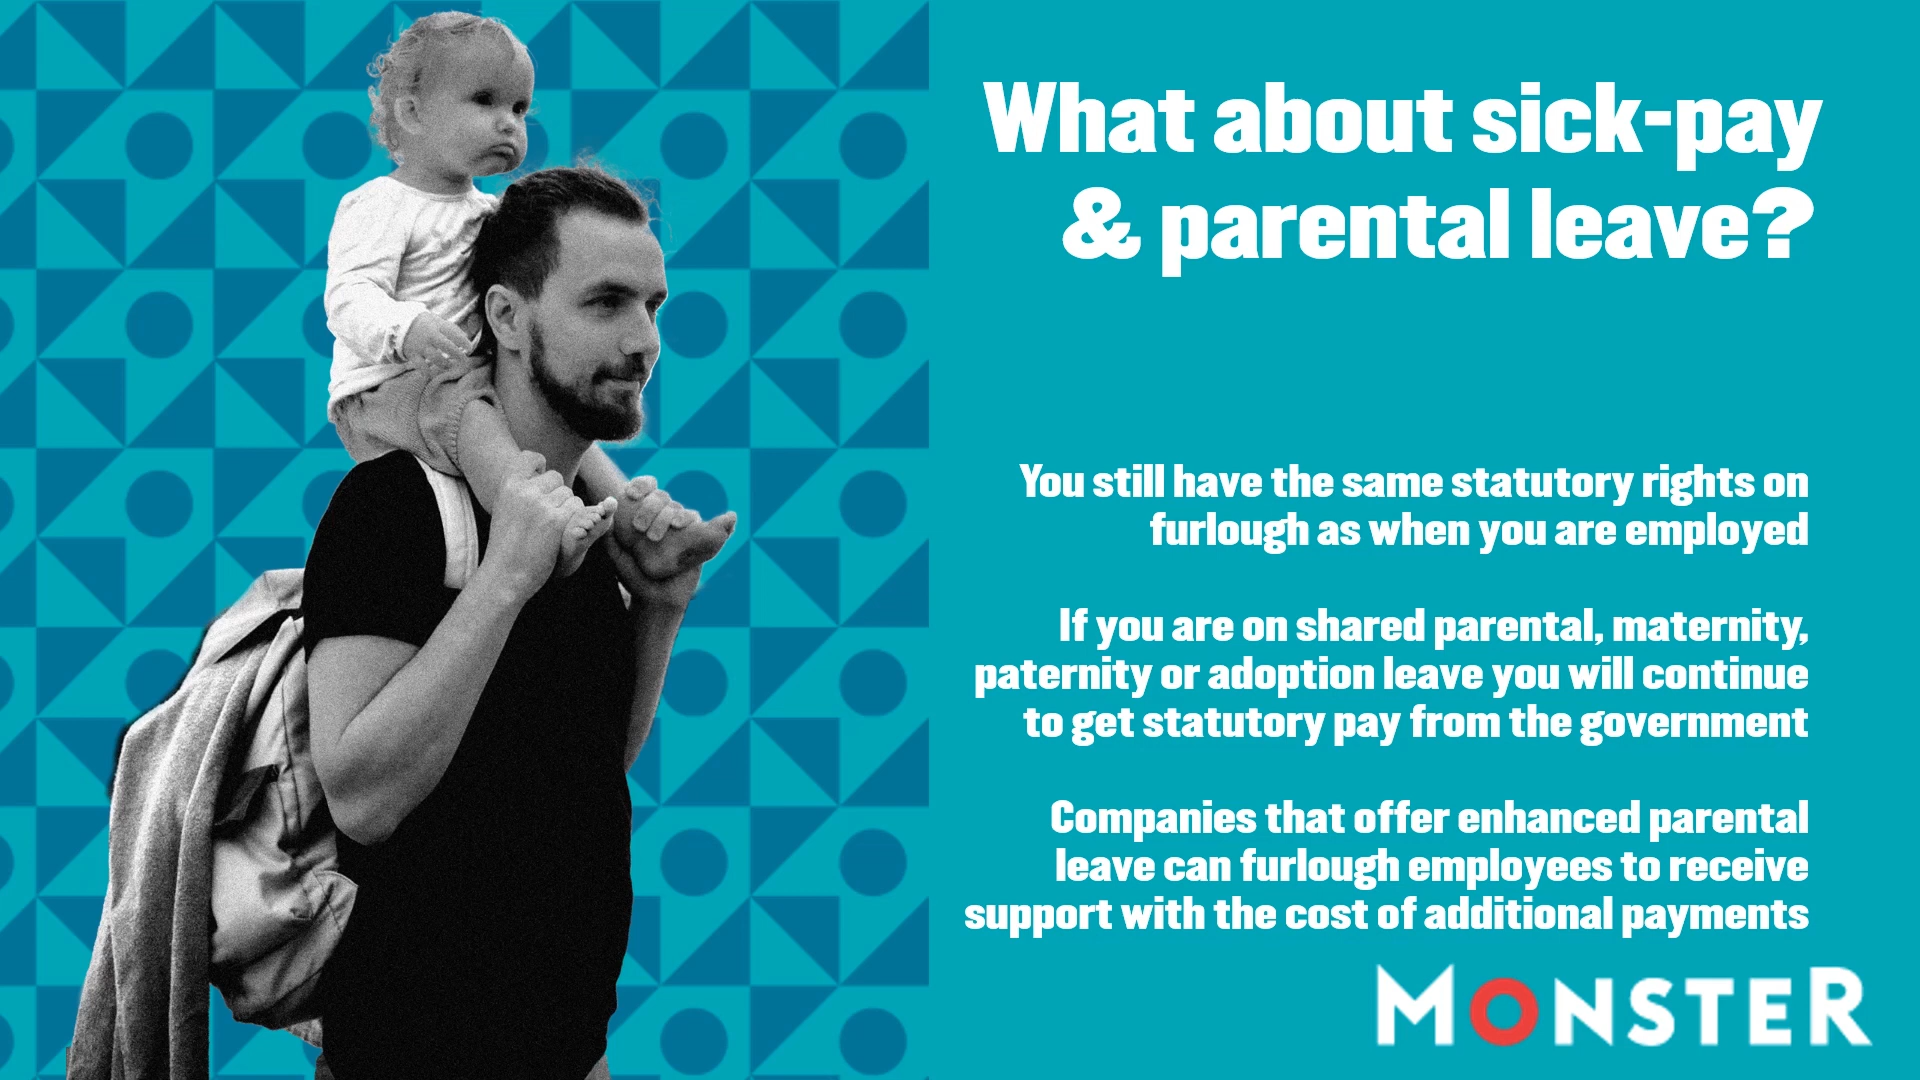 What about sick-pay
& parental leave?
You still have the same statutory rights on
furlough as when you are employed
If you are on shared parental, maternity,
paternity or adoption leave you will continue
to get statutory pay from the government
Companies that offer enhanced parental
leave can furlough employees to receive
support with the cost of additional payments
MONSTER